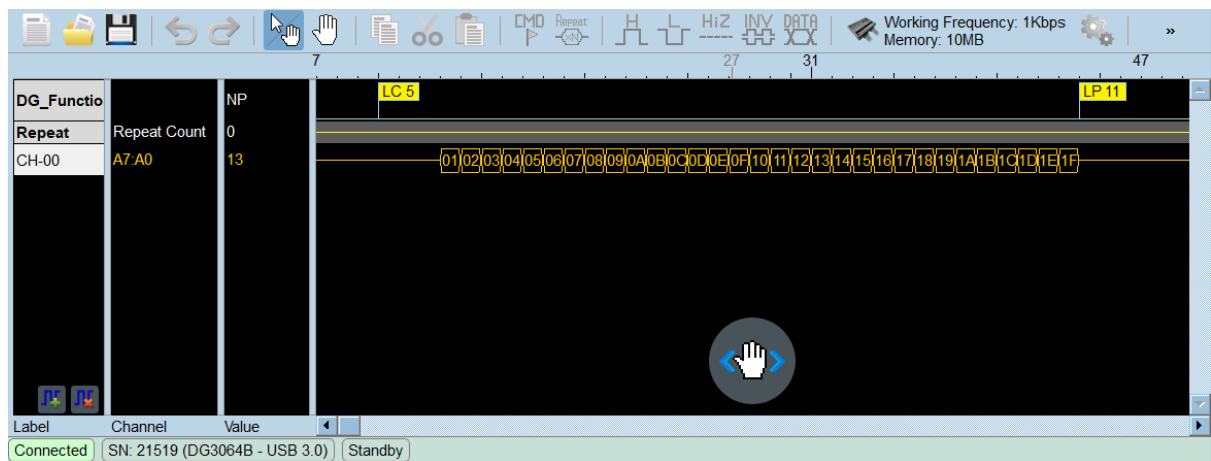 CMD Repeat xN H L HiZ INV DATA Working Frequency: 1Kbps
Memory: 10MB »
7 27 31 47
DG_Functio NP LC 5 LP 11
Repeat Repeat Count 0
CH-00 A7:A0 13 01 02 03 04 05 06 07 08 09 0A 0B 0C 0D 0E 0F 10 11 12 13 14 15 16 17 18 19 1A 1B 1C 1D 1E 1F
Label Channel Value
Connected SN: 21519 (DG3064B - USB 3.0) Standby